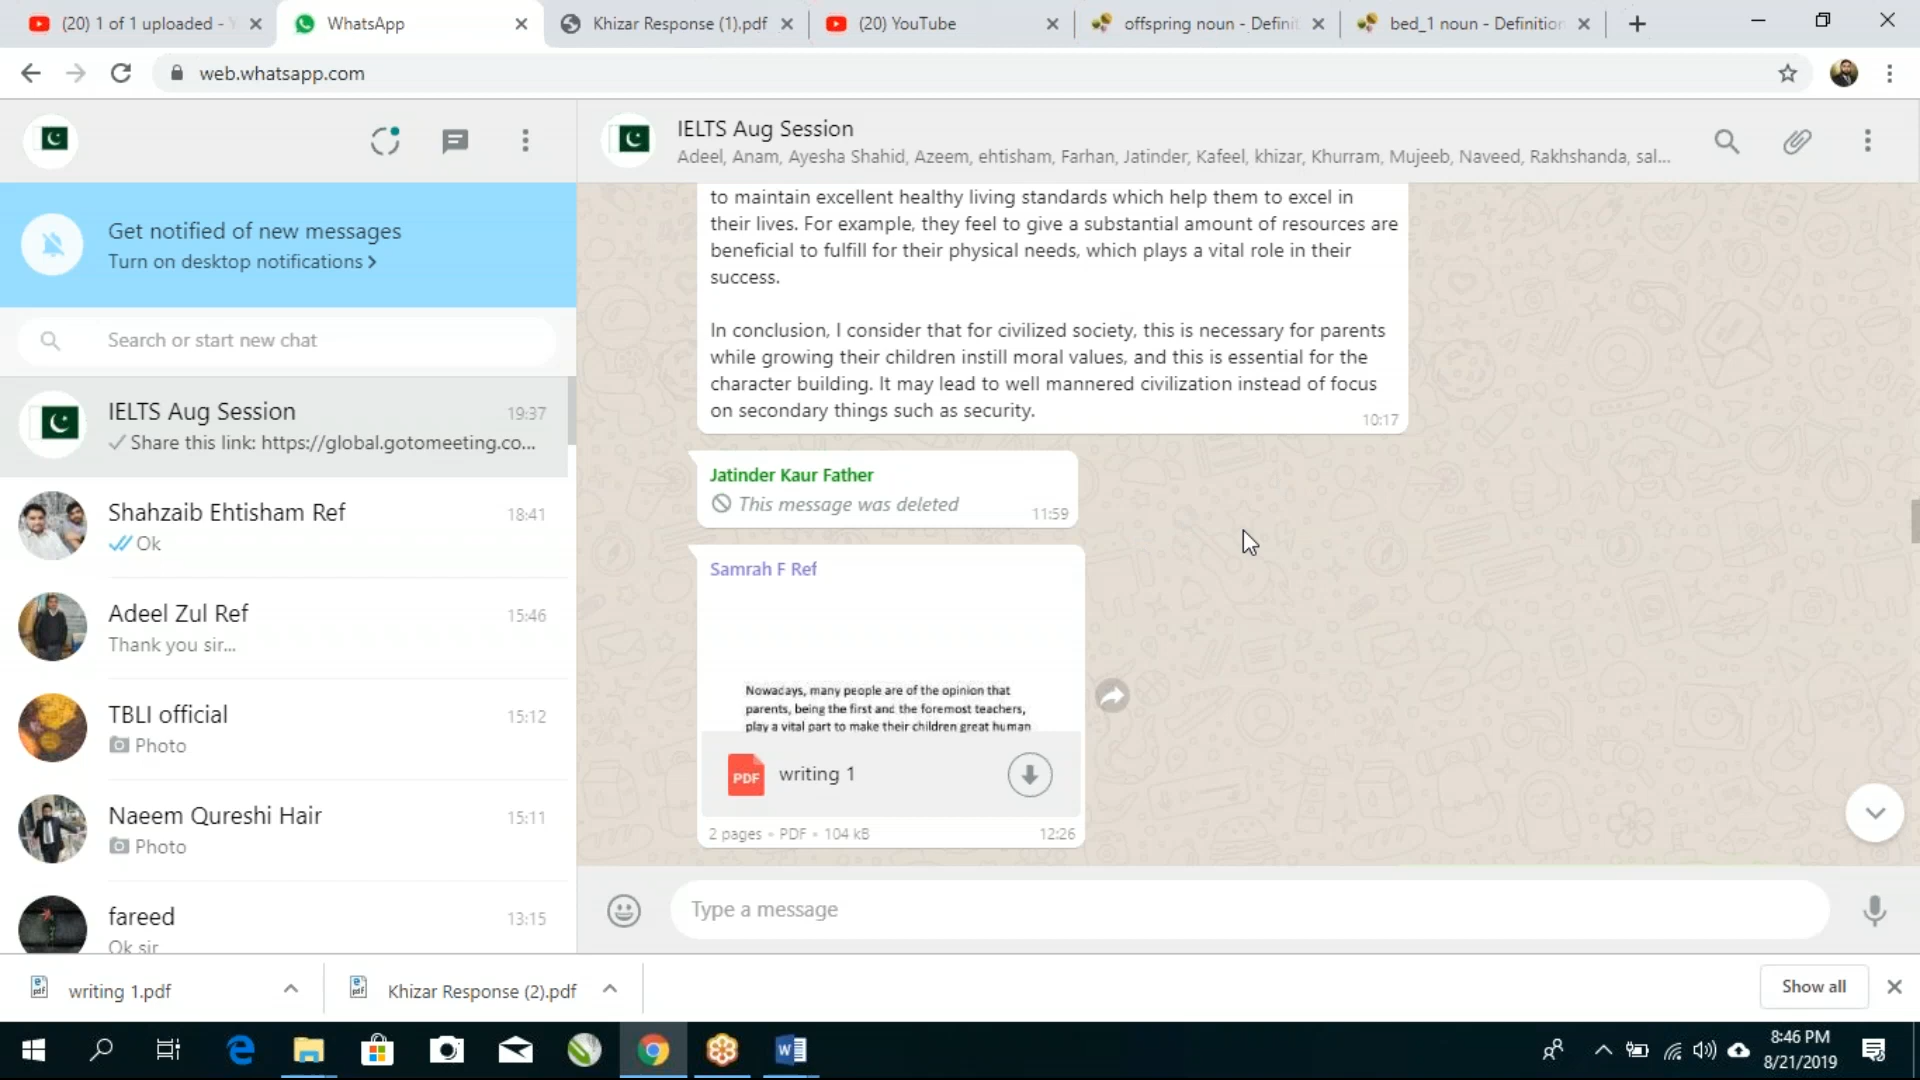 (20) 1 of 1 uploaded -
WhatsApp
Khizar Response (1).pdf
(20) YouTube
offspring noun - Definit
bed_1 noun - Definition
web.whatsapp.com
IELTS Aug Session
Adeel, Anam, Ayesha Shahid, Azeem, ehtisham, Farhan, Jatinder, Kafeel, khizar, Khurram, Mujeeb, Naveed, Rakhshanda, sal...
Get notified of new messages
Turn on desktop notifications >
Search or start new chat
IELTS Aug Session
19:37
Share this link: https://global.gotomeeting.co...
Shahzaib Ehtisham Ref
18:41
Ok
Adeel Zul Ref
15:46
Thank you sir...
TBLI official
15:12
Photo
Naeem Qureshi Hair
15:11
Photo
fareed
13:15
Ok sir
to maintain excellent healthy living standards which help them to excel in
their lives. For example, they feel to give a substantial amount of resources are
beneficial to fulfill for their physical needs, which plays a vital role in their
success.
In conclusion, I consider that for civilized society, this is necessary for parents
while growing their children instill moral values, and this is essential for the
character building. It may lead to well mannered civilization instead of focus
on secondary things such as security.
10:17
Jatinder Kaur Father
This message was deleted
11:59
Samrah F Ref
Nowadays, many people are of the opinion that
parents, being the first and the foremost teachers,
play a vital part to make their children great human
PDF
writing 1
2 pages • PDF • 104 kB
12:26
Type a message
writing 1.pdf
Khizar Response (2).pdf
Show all
8:46 PM
8/21/2019